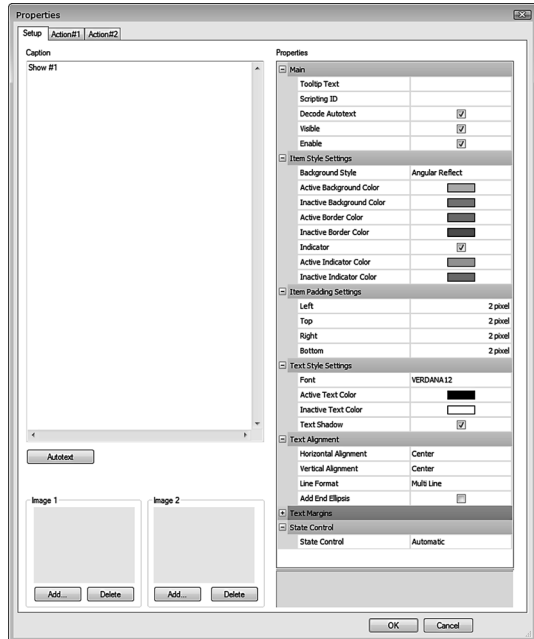 Properties
Setup Action#1 Action#2
Caption
Show #1
Autotext
Image 1
Add... Delete
Image 2
Add... Delete
Properties
Main
Tooltip Text
Scripting ID
Decode Autotext
Visible
Enable
Item Style Settings
Background Style Angular Reflect
Active Background Color
Inactive Background Color
Active Border Color
Inactive Border Color
Indicator
Active Indicator Color
Inactive Indicator Color
Item Padding Settings
Left 2 pixel
Top 2 pixel
Right 2 pixel
Bottom 2 pixel
Text Style Settings
Font VERDANA12
Active Text Color
Inactive Text Color
Text Shadow
Text Alignment
Horizontal Alignment Center
Vertical Alignment Center
Line Format Multi Line
Add End Ellipsis
Text Margins
State Control
State Control Automatic
OK Cancel